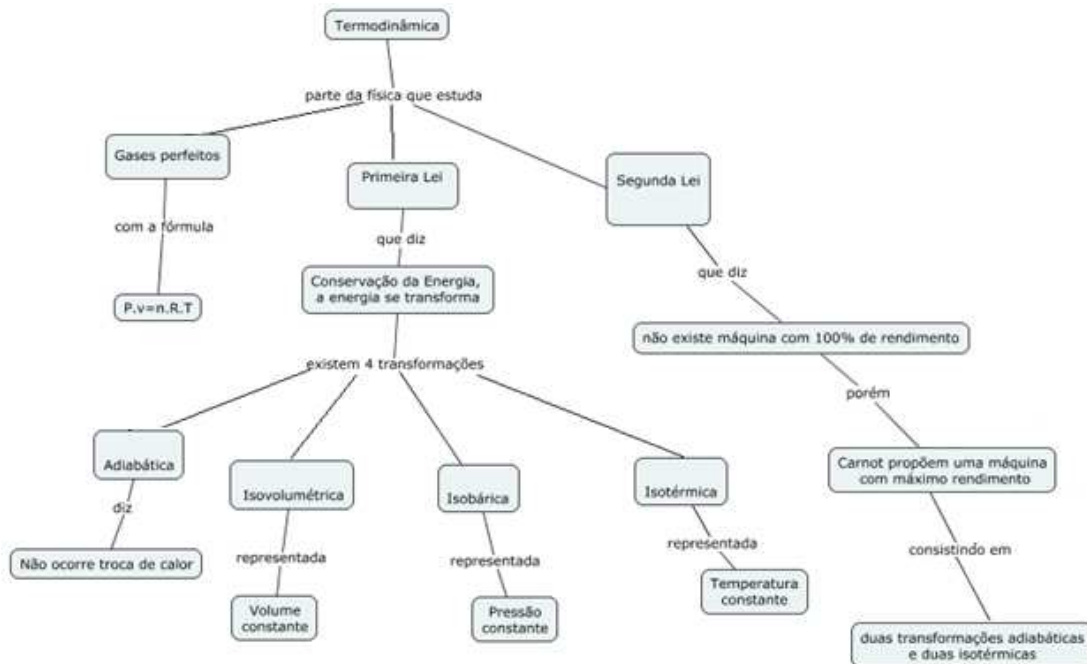 Termodinâmica
parte da física que estuda
Gases perfeitos
Primeira Lei
Segunda Lei
com a fórmula
que diz
que diz
P.v=n.R.T
Conservação da Energia,
a energia se transforma
não existe máquina com 100% de rendimento
existem 4 transformações
porém
Adiabática
Isovolumétrica
Isobárica
Isotérmica
Carnot propõem uma máquina
com máximo rendimento
diz
representada
representada
representada
consistindo em
Não ocorre troca de calor
Volume
constante
Pressão
constante
Temperatura
constante
duas transformações adiabáticas
e duas isotérmicas